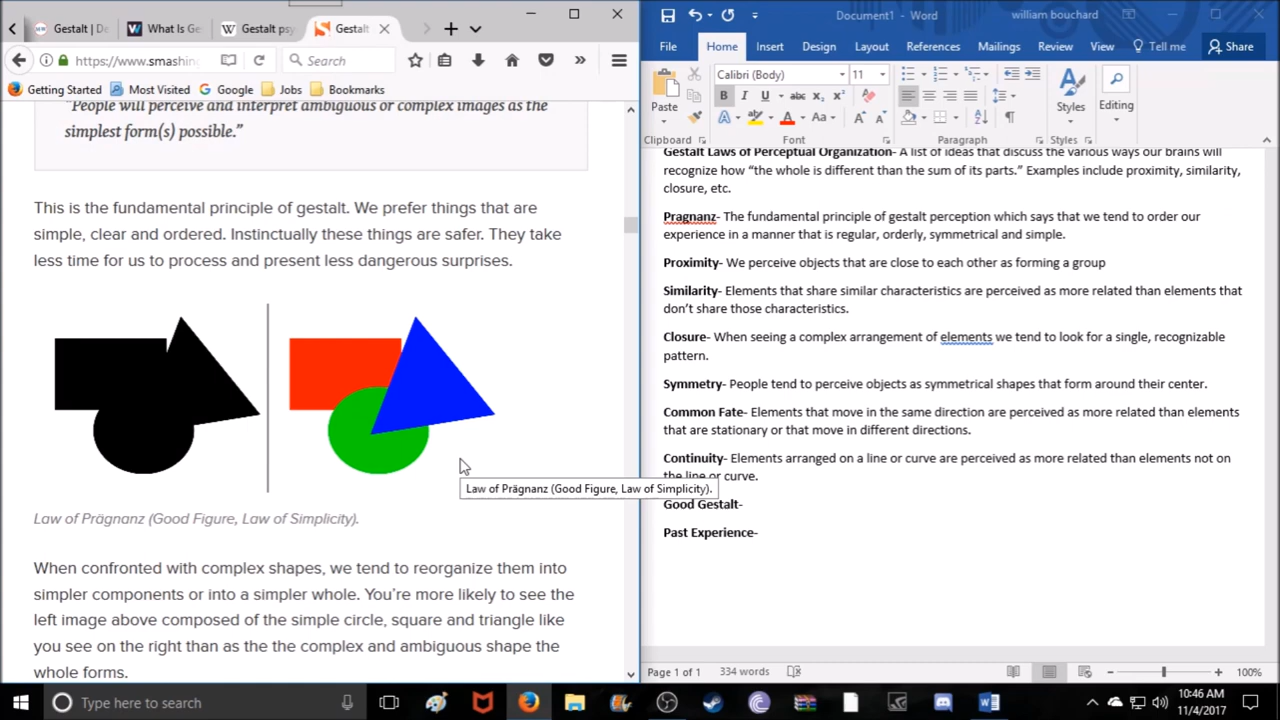 Gestalt | De
What Is Ges
Gestalt psy
Gestalt
https://www.smashing
Search
Getting Started
Most Visited
Google
Jobs
Bookmarks
"People will perceive and interpret ambiguous or complex images as the
simplest form(s) possible."
This is the fundamental principle of gestalt. We prefer things that are
simple, clear and ordered. Instinctually these things are safer. They take
less time for us to process and present less dangerous surprises.
Law of Prägnanz (Good Figure, Law of Simplicity).
Law of Prägnanz (Good Figure, Law of Simplicity).
When confronted with complex shapes, we tend to reorganize them into
simpler components or into a simpler whole. You're more likely to see the
left image above composed of the simple circle, square and triangle like
you see on the right than as the the complex and ambiguous shape the
whole forms.
Document1 - Word
william bouchard
File
Home
Insert
Design
Layout
References
Mailings
Review
View
Tell me
Share
Paste
Calibri (Body)
11
B I U abc x₂ x²
A ab A Aa A A
Styles
Editing
Clipboard
Font
Paragraph
Styles
Gestalt Laws of Perceptual Organization- A list of ideas that discuss the various ways our brains will
recognize how "the whole is different than the sum of its parts." Examples include proximity, similarity,
closure, etc.
Pragnanz- The fundamental principle of gestalt perception which says that we tend to order our
experience in a manner that is regular, orderly, symmetrical and simple.
Proximity- We perceive objects that are close to each other as forming a group
Similarity- Elements that share similar characteristics are perceived as more related than elements that
don't share those characteristics.
Closure- When seeing a complex arrangement of elements we tend to look for a single, recognizable
pattern.
Symmetry- People tend to perceive objects as symmetrical shapes that form around their center.
Common Fate- Elements that move in the same direction are perceived as more related than elements
that are stationary or that move in different directions.
Continuity- Elements arranged on a line or curve are perceived as more related than elements not on
the line or curve.
Good Gestalt-
Past Experience-
Page 1 of 1
334 words
100%
Type here to search
10:46 AM
11/4/2017